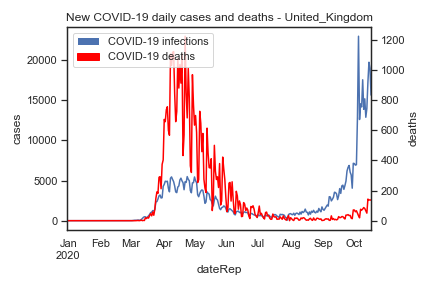 New COVID-19 daily cases and deaths - United_Kingdom
COVID-19 infections
COVID-19 deaths
cases
20000
15000
10000
5000
0
deaths
1200
1000
800
600
400
200
0
Jan Feb Mar Apr May Jun Jul Aug Sep Oct
2020
dateRep